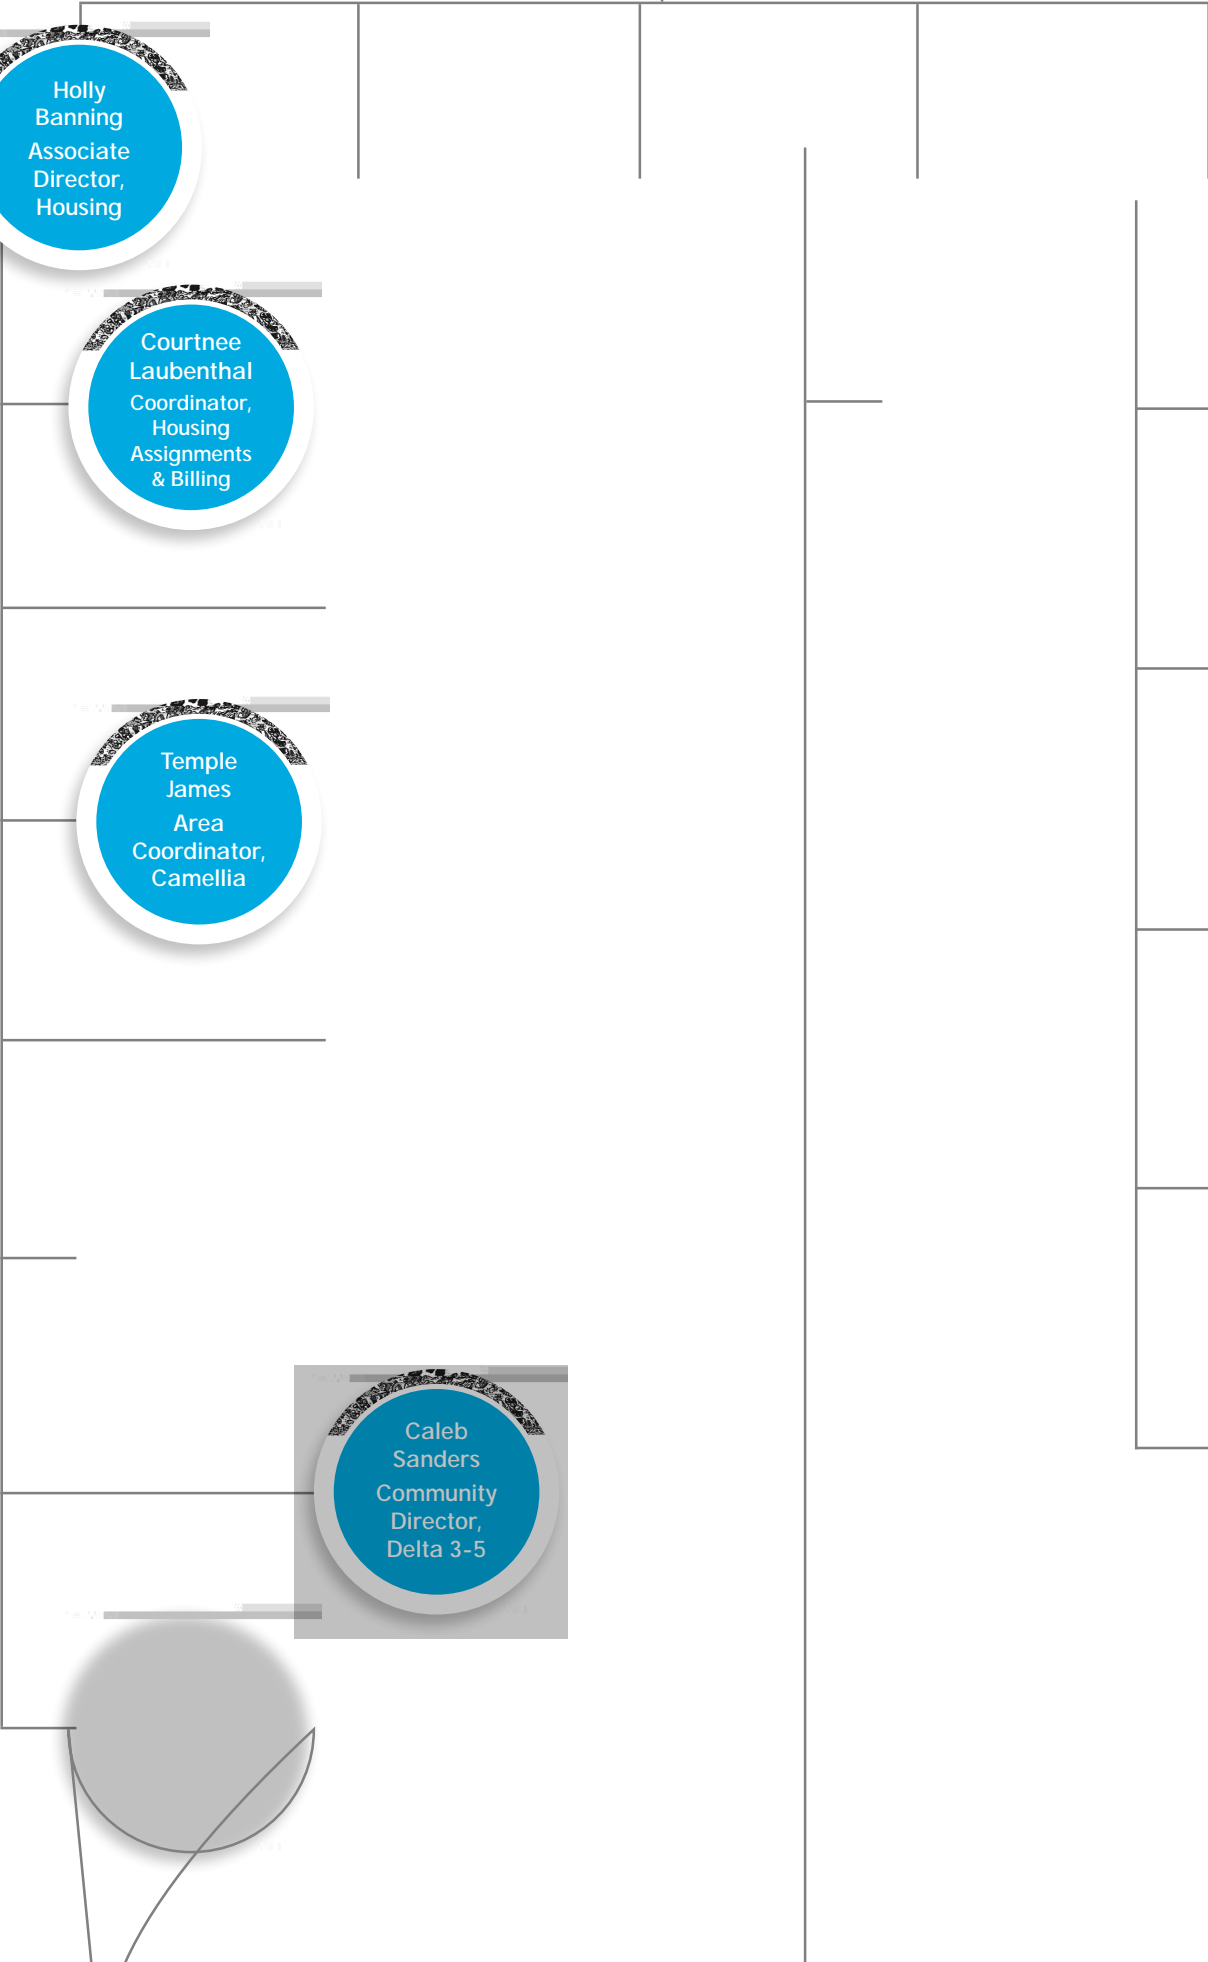 Holly
Banning
Associate
Director,
Housing
Courtnee
Laubenthal
Coordinator,
Housing
Assignments
& Billing
Temple
James
Area
Coordinator,
Camellia
Caleb
Sanders
Community
Director,
Delta 3-5